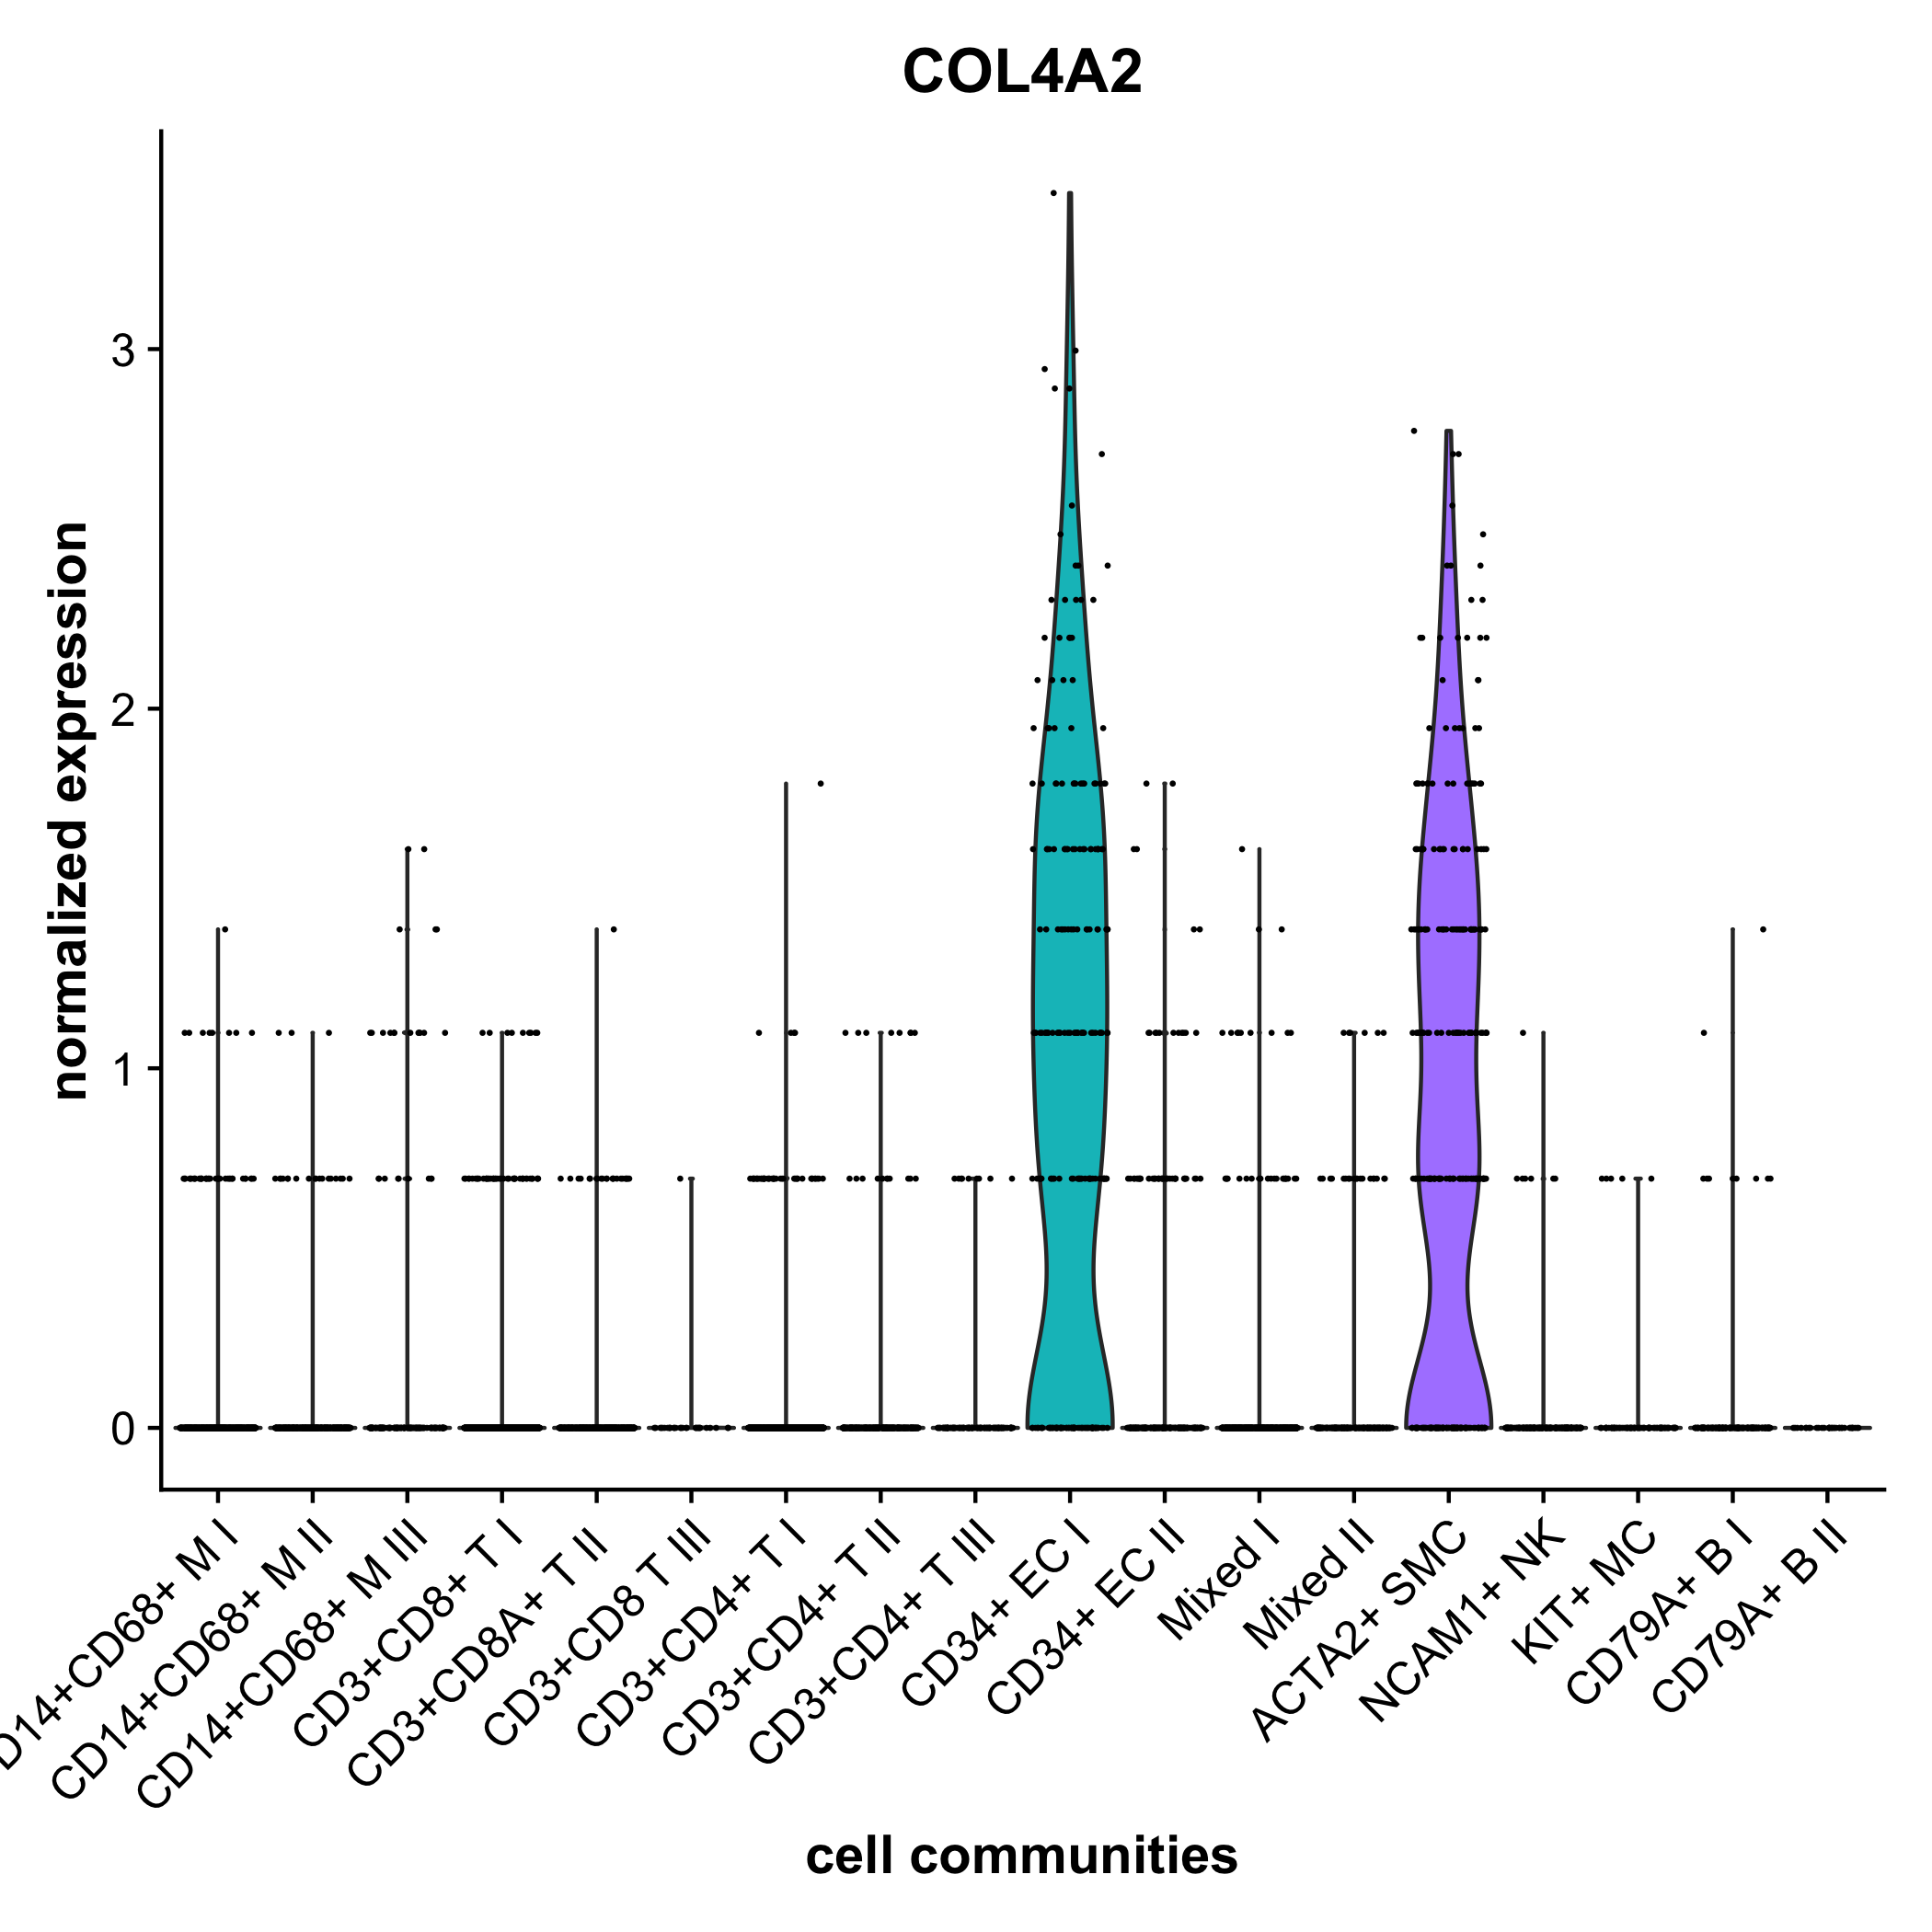 COL4A2
normalized expression
3
2
1
0
D14+CD68+ M I
CD14+CD68+ M II
CD14+CD68+ M III
CD3+CD8+ T I
CD3+CD8A+ T II
CD3+CD8 T III
CD3+CD4+ T I
CD3+CD4+ T II
CD3+CD4+ T III
CD34+ EC I
CD34+ EC II
Mixed I
Mixed II
ACTA2+ SMC
NCAM1+ NK
KIT+ MC
CD79A+ B I
CD79A+ B II
cell communities